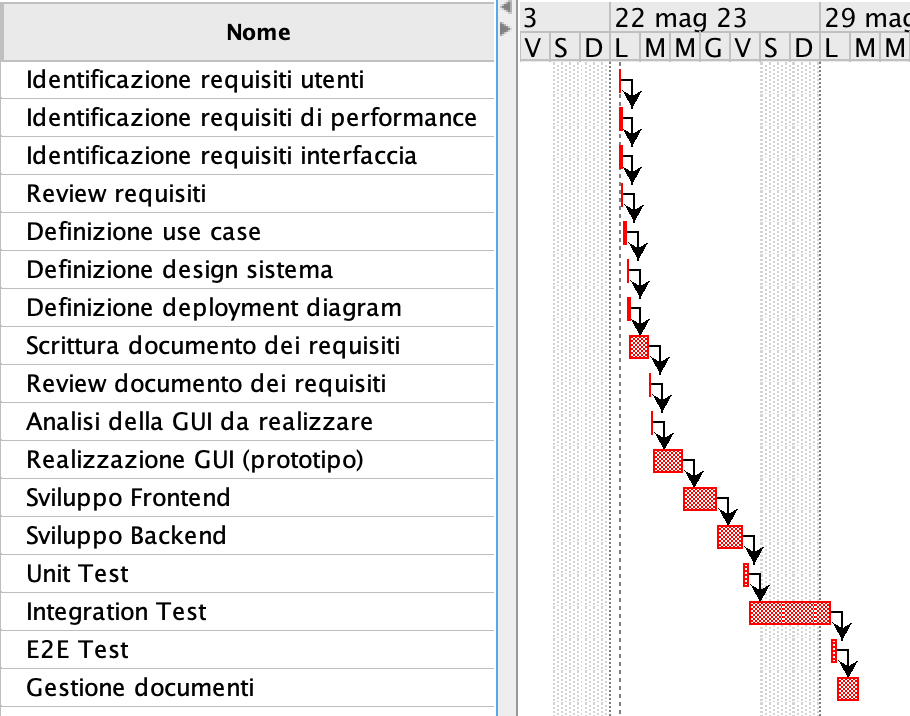 Nome
3 22 mag 23 29 mag
V S D L M M G V S D L M M
Identificazione requisiti utenti
Identificazione requisiti di performance
Identificazione requisiti interfaccia
Review requisiti
Definizione use case
Definizione design sistema
Definizione deployment diagram
Scrittura documento dei requisiti
Review documento dei requisiti
Analisi della GUI da realizzare
Realizzazione GUI (prototipo)
Sviluppo Frontend
Sviluppo Backend
Unit Test
Integration Test
E2E Test
Gestione documenti